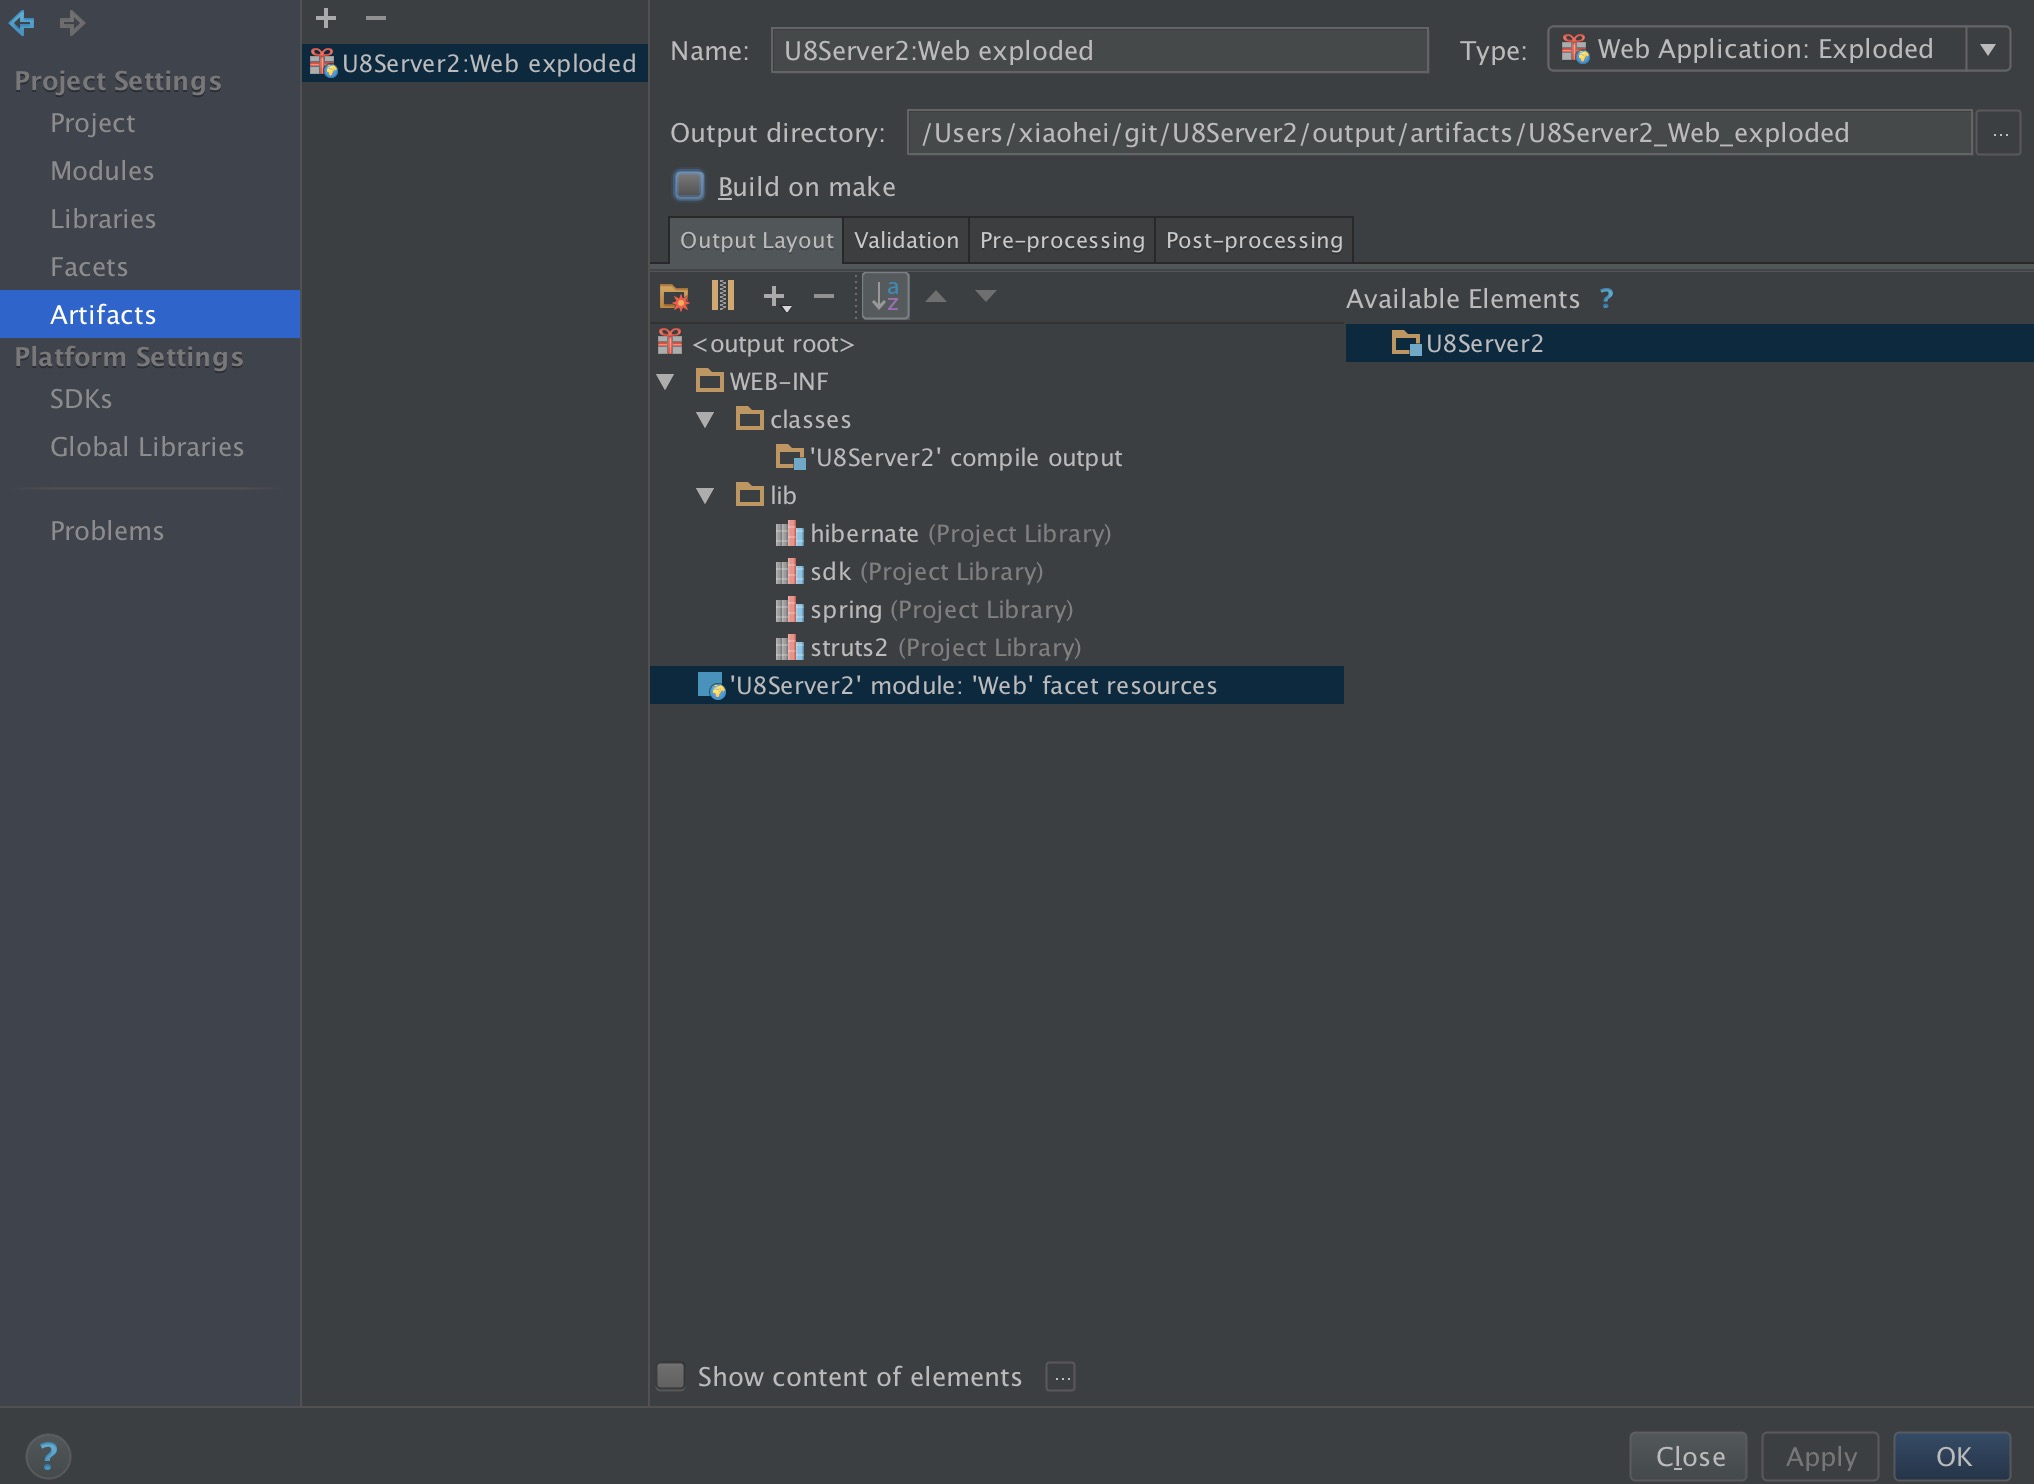 Project Settings
Project
Modules
Libraries
Facets
Artifacts
Platform Settings
SDKs
Global Libraries
Problems
U8Server2:Web exploded
Name: U8Server2:Web exploded Type: Web Application: Exploded
Output directory: /Users/xiaohei/git/U8Server2/output/artifacts/U8Server2_Web_exploded ...
Build on make
Output Layout Validation Pre-processing Post-processing
Available Elements ?
<output root>
WEB-INF
classes
'U8Server2' compile output
lib
hibernate (Project Library)
sdk (Project Library)
spring (Project Library)
struts2 (Project Library)
'U8Server2' module: 'Web' facet resources
U8Server2
Show content of elements ...
? Close Apply OK